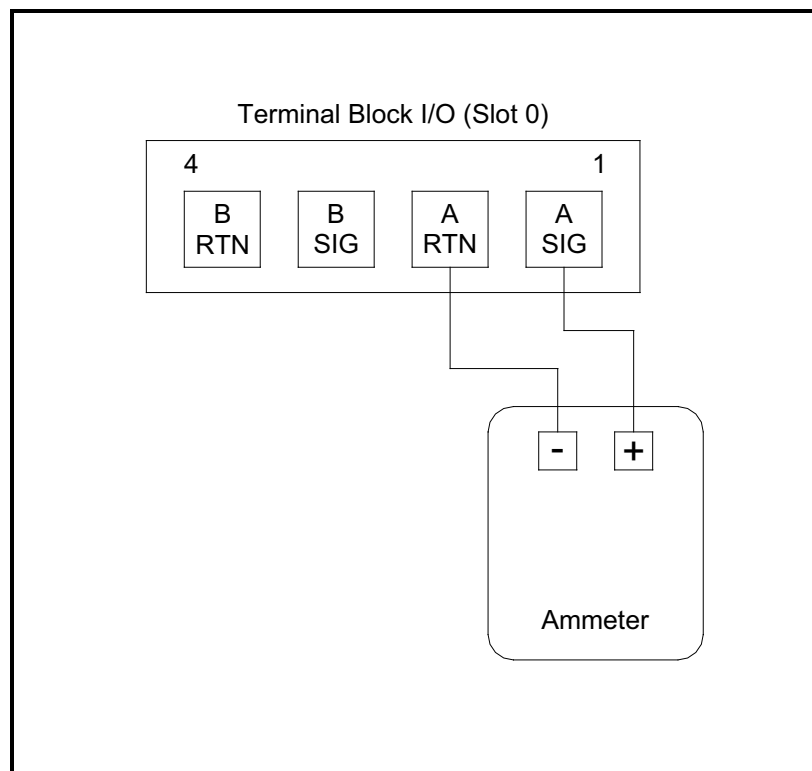 Terminal Block I/O (Slot 0)
4 1
B RTN B SIG A RTN A SIG
- +
Ammeter